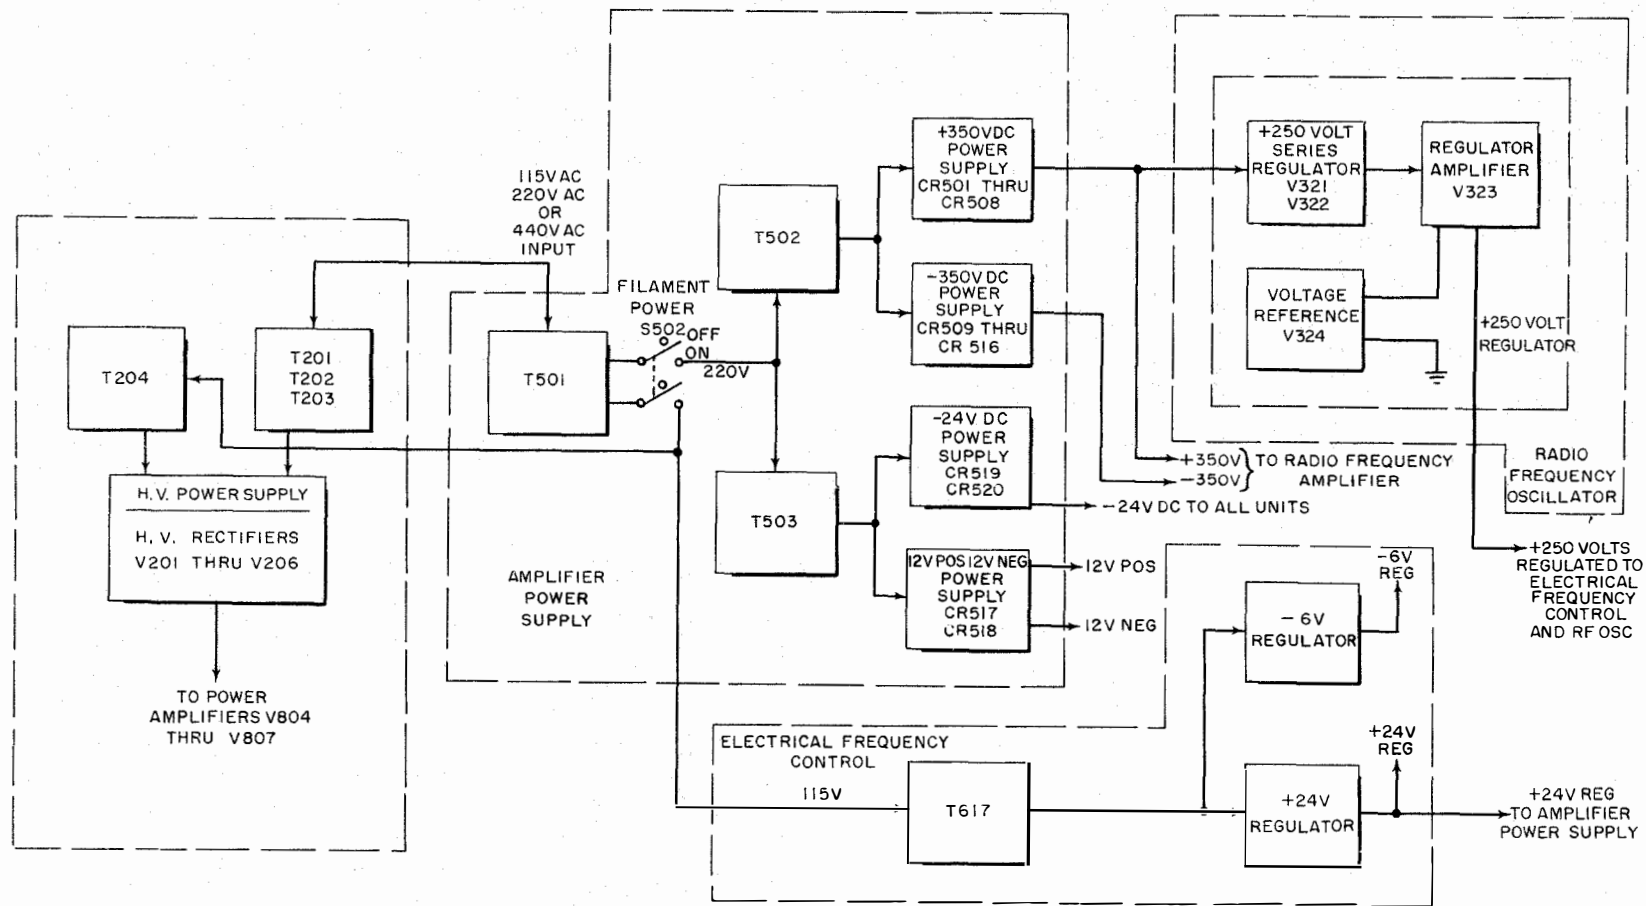 115V AC
220V AC
OR
440V AC
INPUT
T204
T201
T202
T203
H.V. POWER SUPPLY
H.V. RECTIFIERS
V201 THRU V206
TO POWER
AMPLIFIERS V804
THRU V807
T501
FILAMENT
POWER
S502
OFF
ON
220V
AMPLIFIER
POWER
SUPPLY
T502
T503
+350VDC
POWER
SUPPLY
CR501 THRU
CR508
-350V DC
POWER
SUPPLY
CR509 THRU
CR 516
-24V DC
POWER
SUPPLY
CR519
CR520
12V POS 12V NEG
POWER
SUPPLY
CR517
CR518
+250 VOLT
SERIES
REGULATOR
V321
V322
REGULATOR
AMPLIFIER
V323
VOLTAGE
REFERENCE
V324
+250 VOLT
REGULATOR
RADIO
FREQUENCY
OSCILLATOR
+350V
-350V
TO RADIO FREQUENCY
AMPLIFIER
-24V DC TO ALL UNITS
12V POS
12V NEG
+250 VOLTS
REGULATED TO
ELECTRICAL
FREQUENCY
CONTROL
AND RF OSC
-6V
REG
- 6V
REGULATOR
ELECTRICAL FREQUENCY
CONTROL
115V
T617
+24V
REG
+24V
REGULATOR
+24V REG
TO AMPLIFIER
POWER SUPPLY